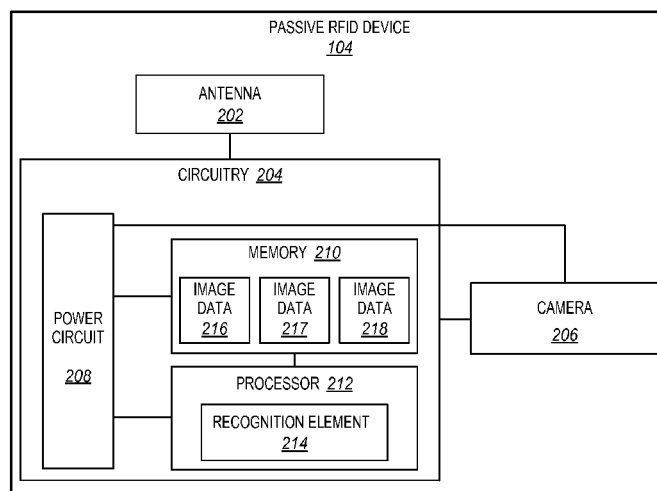 PASSIVE RFID DEVICE
104
ANTENNA
202
CIRCUITRY 204
MEMORY 210
IMAGE DATA 216
IMAGE DATA 217
IMAGE DATA 218
POWER CIRCUIT
208
CAMERA
206
PROCESSOR 212
RECOGNITION ELEMENT
214